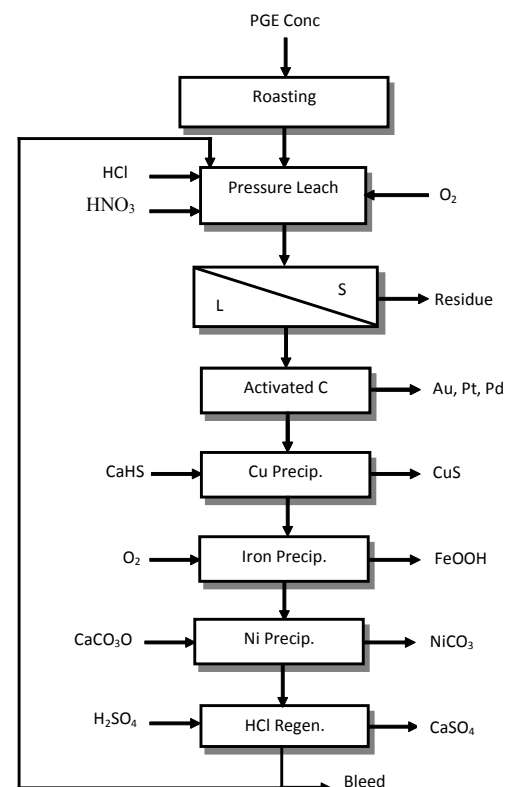 PGE Conc
Roasting
HCl
Pressure Leach
HNO₃
O₂
S
L
Residue
Activated C
Au, Pt, Pd
CaHS
Cu Precip.
CuS
O₂
Iron Precip.
FeOOH
CaCO₃O
Ni Precip.
NiCO₃
H₂SO₄
HCl Regen.
CaSO₄
Bleed